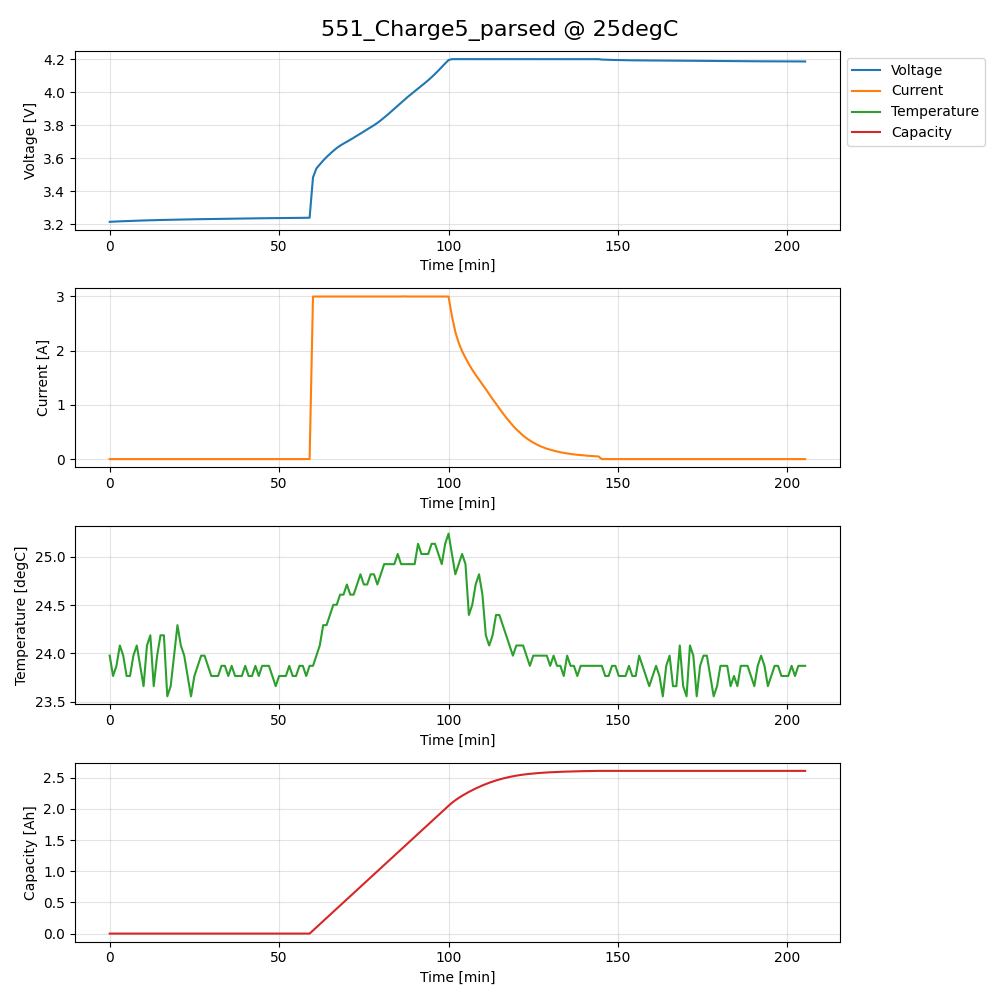 551_Charge5_parsed @ 25degC
Voltage [V]
4.2
4.0
3.8
3.6
3.4
3.2
0 50 100 150 200
Time [min]
Voltage
Current
Temperature
Capacity
Current [A]
3
2
1
0
0 50 100 150 200
Time [min]
Temperature [degC]
25.0
24.5
24.0
23.5
0 50 100 150 200
Time [min]
Capacity [Ah]
2.5
2.0
1.5
1.0
0.5
0.0
0 50 100 150 200
Time [min]